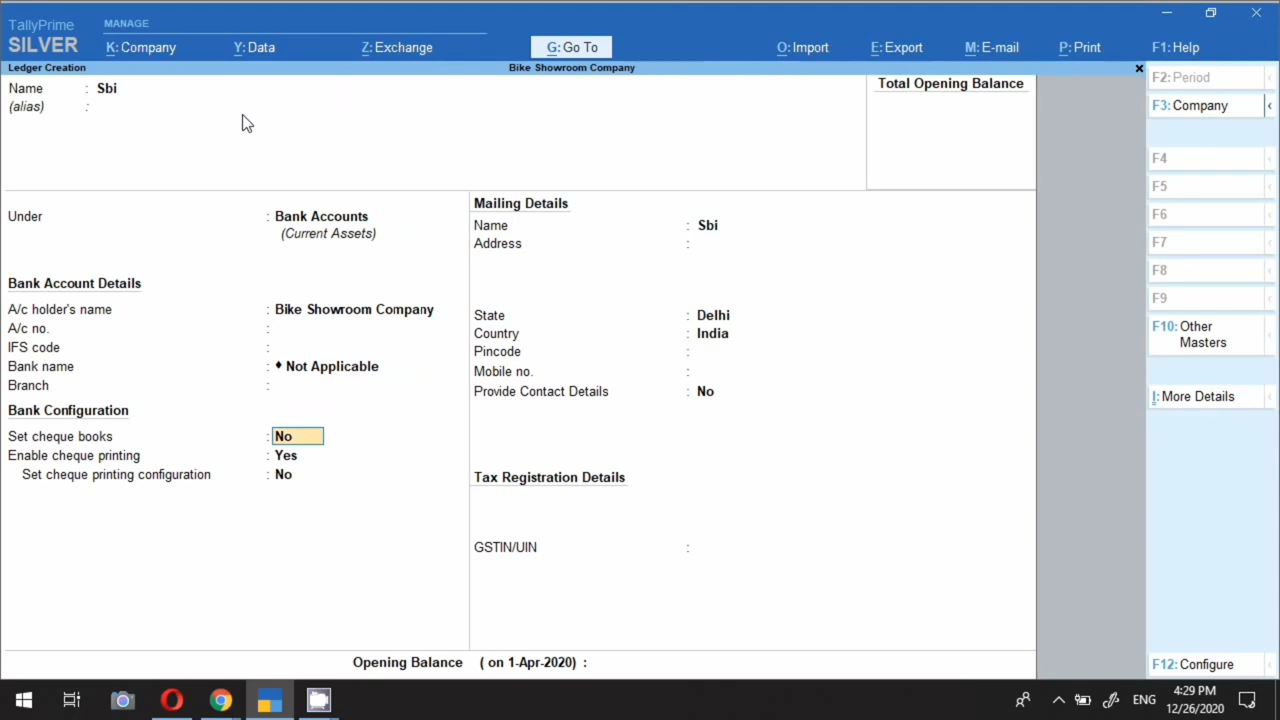 TallyPrime
SILVER
MANAGE
K: Company
Y: Data
Z: Exchange
G: Go To
O: Import
E: Export
M: E-mail
P: Print
F1: Help
Ledger Creation
Bike Showroom Company
Name : Sbi
(alias) :
Total Opening Balance
Under : Bank Accounts
(Current Assets)
Bank Account Details
A/c holder's name : Bike Showroom Company
A/c no. :
IFS code :
Bank name : ♦ Not Applicable
Branch :
Bank Configuration
Set cheque books : No
Enable cheque printing : Yes
Set cheque printing configuration : No
Mailing Details
Name : Sbi
Address :
State : Delhi
Country : India
Pincode :
Mobile no. :
Provide Contact Details : No
Tax Registration Details
GSTIN/UIN :
Opening Balance ( on 1-Apr-2020) :
F2: Period
F3: Company
F4
F5
F6
F7
F8
F9
F10: Other
Masters
I: More Details
F12: Configure
ENG
4:29 PM
12/26/2020